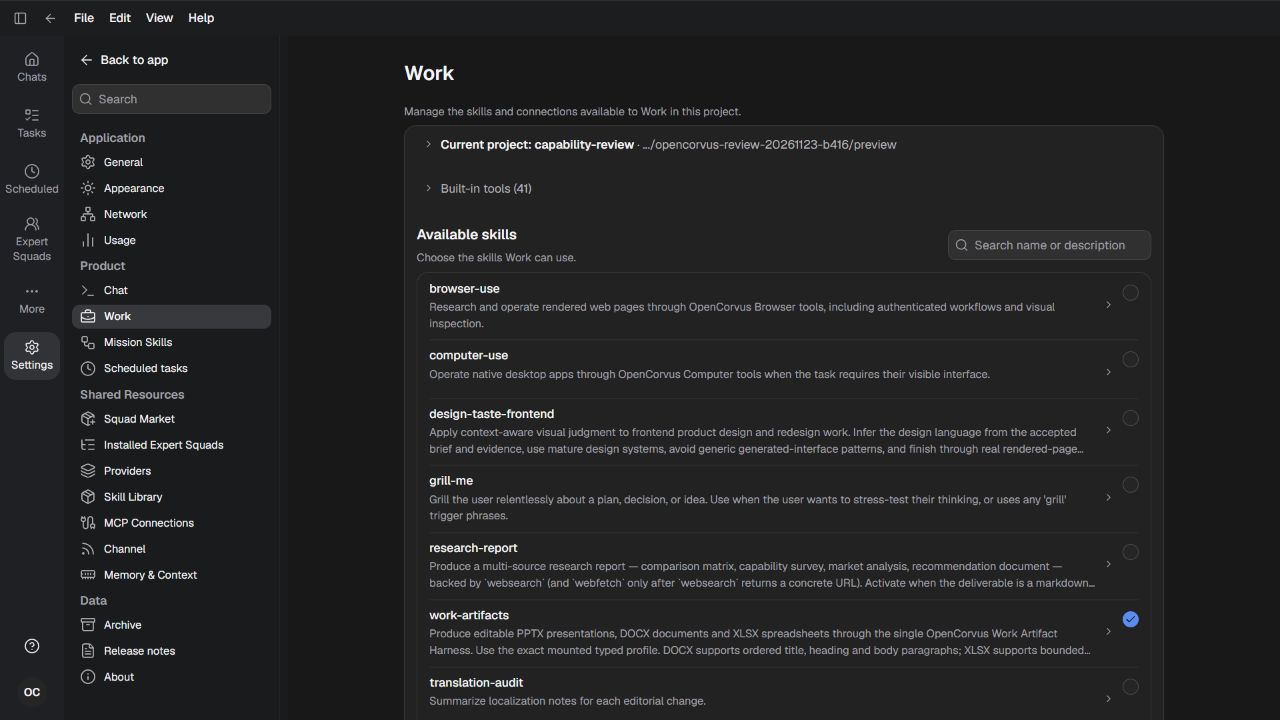 File Edit View Help
Chats
Tasks
Scheduled
Expert
Squads
More
Settings
OC
Back to app
Search
Application
General
Appearance
Network
Usage
Product
Chat
Work
Mission Skills
Scheduled tasks
Shared Resources
Squad Market
Installed Expert Squads
Providers
Skill Library
MCP Connections
Channel
Memory & Context
Data
Archive
Release notes
About
Work
Manage the skills and connections available to Work in this project.
Current project: capability-review · .../opencorvus-review-20261123-b416/preview
Built-in tools (41)
Available skills
Choose the skills Work can use.
Search name or description
browser-use
Research and operate rendered web pages through OpenCorvus Browser tools, including authenticated workflows and visual
inspection.
computer-use
Operate native desktop apps through OpenCorvus Computer tools when the task requires their visible interface.
design-taste-frontend
Apply context-aware visual judgment to frontend product design and redesign work. Infer the design language from the accepted
brief and evidence, use mature design systems, avoid generic generated-interface patterns, and finish through real rendered-page...
grill-me
Grill the user relentlessly about a plan, decision, or idea. Use when the user wants to stress-test their thinking, or uses any 'grill'
trigger phrases.
research-report
Produce a multi-source research report — comparison matrix, capability survey, market analysis, recommendation document —
backed by `websearch` (and `webfetch` only after `websearch` returns a concrete URL). Activate when the deliverable is a markdown...
work-artifacts
Produce editable PPTX presentations, DOCX documents and XLSX spreadsheets through the single OpenCorvus Work Artifact
Harness. Use the exact mounted typed profile. DOCX supports ordered title, heading and body paragraphs; XLSX supports bounded...
translation-audit
Summarize localization notes for each editorial change.